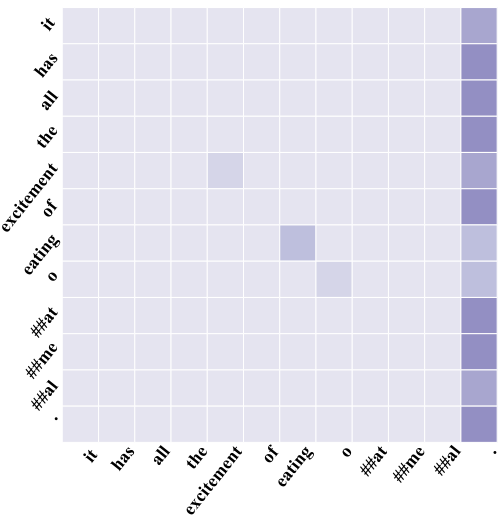 it
has
all
the
excitement
of
eating
o
##at
##me
##al
.
it
has
all
the
excitement
of
eating
o
##at
##me
##al
.